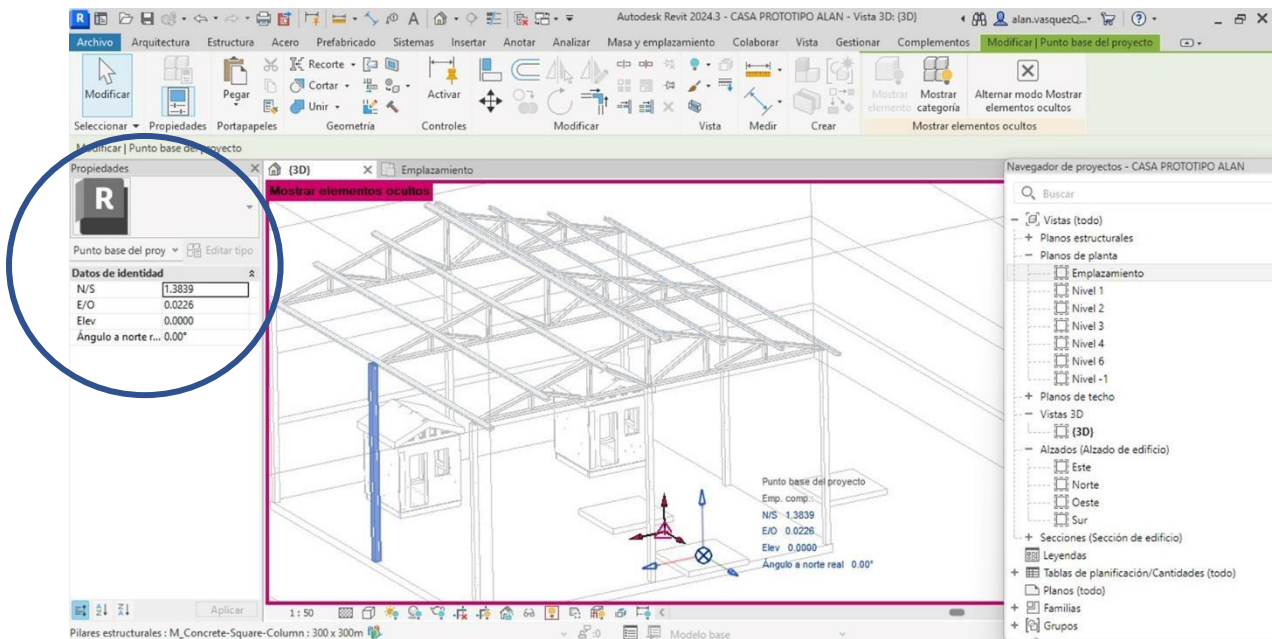 R
A
Autodesk Revit 2024.3 - CASA PROTOTIPO ALAN - Vista 3D: {3D}
alan.vasquezQ...
Archivo Arquitectura Estructura Acero Prefabricado Sistemas Insertar Anotar Analizar Masa y emplazamiento Colaborar Vista Gestionar Complementos Modificar | Punto base del proyecto
Modificar
Pegar
Recorte
Cortar
Unir
Activar
Mostrar elemento
Mostrar categoría
Alternar modo Mostrar elementos ocultos
Seleccionar Propiedades Portapapeles Geometría Controles Modificar Vista Medir Crear Mostrar elementos ocultos
Modificar | Punto base del proyecto
Propiedades
R
Punto base del proy Editar tipo
Datos de identidad
N/S 1.3839
E/O 0.0226
Elev 0.0000
Ángulo a norte r... 0.00°
Aplicar
{3D} Emplazamiento
Mostrar elementos ocultos
Punto base del proyecto
Emp. comp.:
N/S 1.3839
E/O 0.0226
Elev 0.0000
Ángulo a norte real 0.00°
1 : 50
Navegador de proyectos - CASA PROTOTIPO ALAN
Buscar
Vistas (todo)
Planos estructurales
Planos de planta
Emplazamiento
Nivel 1
Nivel 2
Nivel 3
Nivel 4
Nivel 6
Nivel -1
Planos de techo
Vistas 3D
{3D}
Alzados (Alzado de edificio)
Este
Norte
Oeste
Sur
Secciones (Sección de edificio)
Leyendas
Tablas de planificación/Cantidades (todo)
Planos (todo)
Familias
Grupos
Pilares estructurales : M_Concrete-Square-Column : 300 x 300m
:0
Modelo base